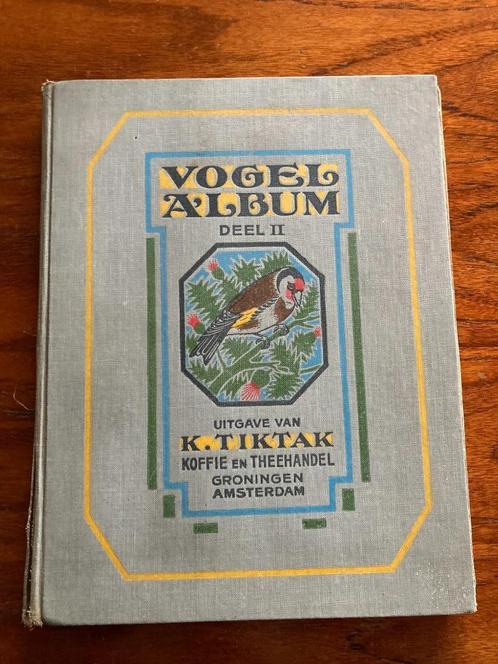 VOGEL
ALBUM
DEEL II
UITGAVE VAN
K. TIKTAK
KOFFIE EN THEEHANDEL
GRONINGEN
AMSTERDAM